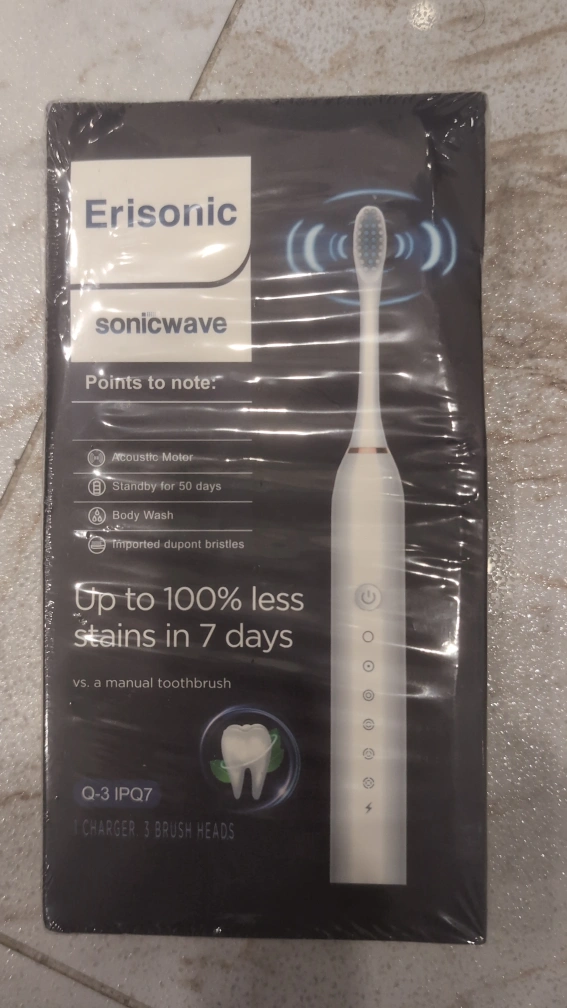 Erisonic
sonicwave
Points to note:
Acoustic Motor
Standby for 50 days
Body Wash
Imported dupont bristles
Up to 100% less
stains in 7 days
vs. a manual toothbrush
Q-3 IPQ7
1 CHARGER 3 BRUSH HEADS